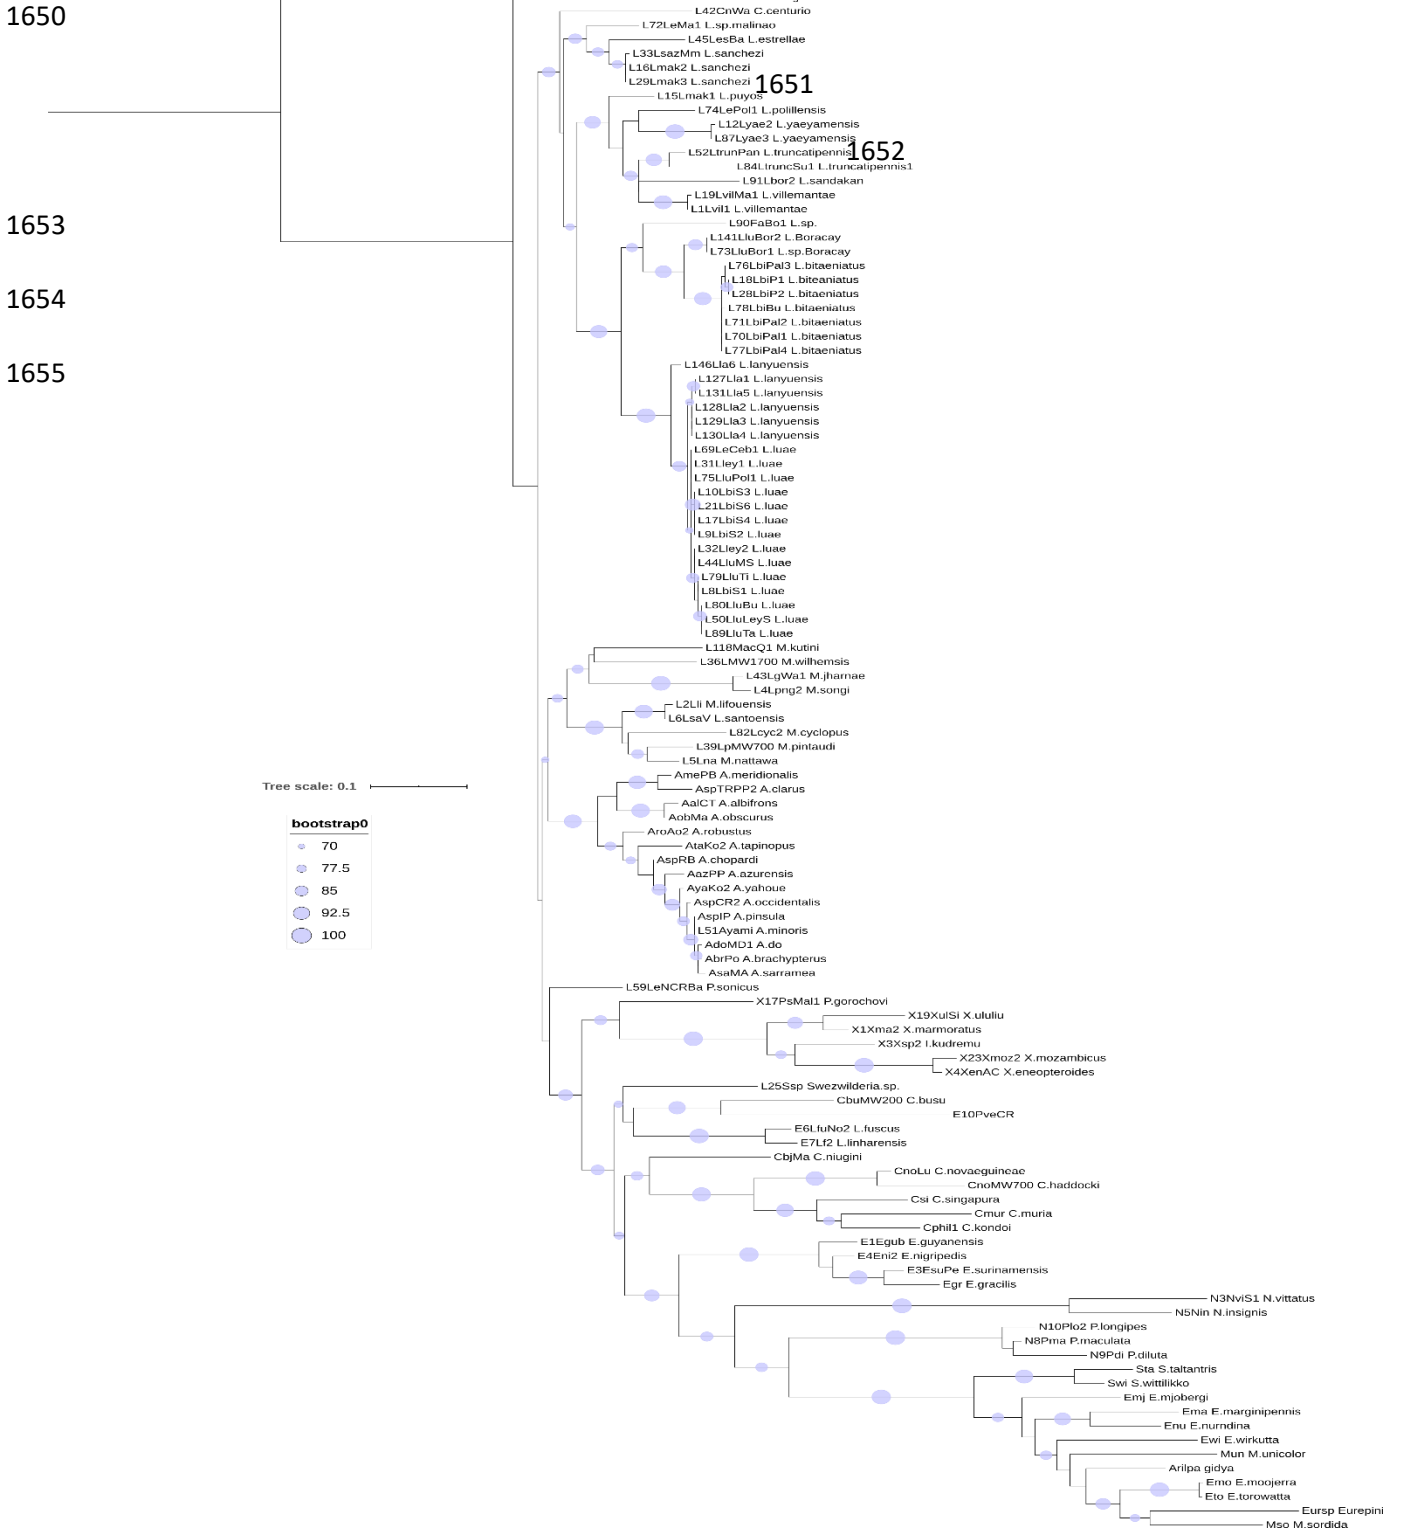 1650
L42CnWa C.centurio
L72LeMa1 L.sp.malinao
L45LesBa L.estrellae
L33LsazMm L.sanchezi
L16Lmak2 L.sanchezi
L29Lmak3 L.sanchezi
1651
L15Lmak1 L.puyos
L74LePol1 L.polillensis
L12Lyae2 L.yaeyamensis
L87Lyae3 L.yaeyamensis
L52LtrunPan L.truncatipennis
1652
L84LtruncSu1 L.truncatipennis1
L91Lbor2 L.sandakan
L19LvilMa1 L.villemantae
L1Lvil1 L.villemantae
1653
L90FaBo1 L.sp.
L141LluBor2 L.Boracay
L73LluBor1 L.sp.Boracay
L76LbiPal3 L.bitaeniatus
L18LbiP1 L.biteaniatus
L28LbiP2 L.bitaeniatus
1654
L78LbiBu L.bitaeniatus
L71LbiPal2 L.bitaeniatus
L70LbiPal1 L.bitaeniatus
L77LbiPal4 L.bitaeniatus
L146Lla6 L.lanyuensis
1655
L127Lla1 L.lanyuensis
L131Lla5 L.lanyuensis
L128Lla2 L.lanyuensis
L129Lla3 L.lanyuensis
L130Lla4 L.lanyuensis
L69LeCeb1 L.luae
L31Lley1 L.luae
L75LluPol1 L.luae
L10LbiS3 L.luae
L21LbiS6 L.luae
L17LbiS4 L.luae
L9LbiS2 L.luae
L32Lley2 L.luae
L44LluMS L.luae
L79LluTi L.luae
L8LbiS1 L.luae
L80LluBu L.luae
L50LluLeyS L.luae
L89LluTa L.luae
L118MacQ1 M.kutini
L36LMW1700 M.wilhemsis
L43LgWa1 M.jharnae
L4Lpng2 M.songi
L2Lli M.lifouensis
L6LsaV L.santoensis
L82Lcyc2 M.cyclopus
L39LpMW700 M.pintaudi
L5Lna M.nattawa
AmePB A.meridionalis
Tree scale: 0.1
AspTRPP2 A.clarus
AalCT A.albifrons
AobMa A.obscurus
bootstrap0
70
77.5
85
92.5
100
AroAo2 A.robustus
AtaKo2 A.tapinopus
AspRB A.chopardi
AazPP A.azurensis
AyaKo2 A.yahoue
AspCR2 A.occidentalis
AspIP A.pinsula
L51Ayami A.minoris
AdoMD1 A.do
AbrPo A.brachypterus
AsaMA A.sarramea
L59LeNCRBa P.sonicus
X17PsMal1 P.gorochovi
X19XulSi X.ululiu
X1Xma2 X.marmoratus
X3Xsp2 I.kudremu
X23Xmoz2 X.mozambicus
X4XenAC X.eneopteroides
L25Ssp Swezwilderia.sp.
CbuMW200 C.busu
E10PveCR
E6LfuNo2 L.fuscus
E7Lf2 L.linharensis
CbjMa C.niugini
CnoLu C.novaeguineae
CnoMW700 C.haddocki
Csi C.singapura
Cmur C.muria
Cphil1 C.kondoi
E1Egub E.guyanensis
E4Eni2 E.nigripedis
E3EsuPe E.surinamensis
Egr E.gracilis
N3NviS1 N.vittatus
N5Nin N.insignis
N10Plo2 P.longipes
N8Pma P.maculata
N9Pdi P.diluta
Sta S.taltantris
Swi S.wittilikko
Emj E.mjobergi
Ema E.marginipennis
Enu E.nurndina
Ewi E.wirkutta
Mun M.unicolor
Arilpa gidya
Emo E.moojerra
Eto E.torowatta
Eursp Eurepini
Mso M.sordida